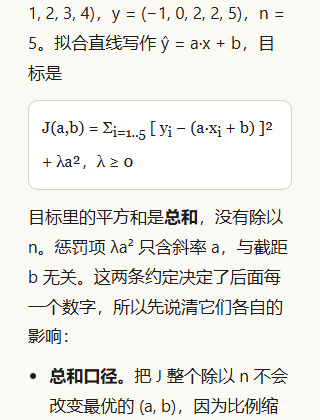 1, 2, 3, 4)，y = (−1, 0, 2, 2, 5)，n =
5。拟合直线写作 ŷ = a·x + b，目
标是
J(a,b) = Σᵢ₌₁..₅ [ yᵢ − (a·xᵢ + b) ]²
+ λa²，λ ≥ 0
目标里的平方和是总和，没有除以
n。惩罚项 λa² 只含斜率 a，与截距
b 无关。这两条约定决定了后面每
一个数字，所以先说清它们各自的
影响：
• 总和口径。把 J 整个除以 n 不会
改变最优的 (a, b)，因为比例缩